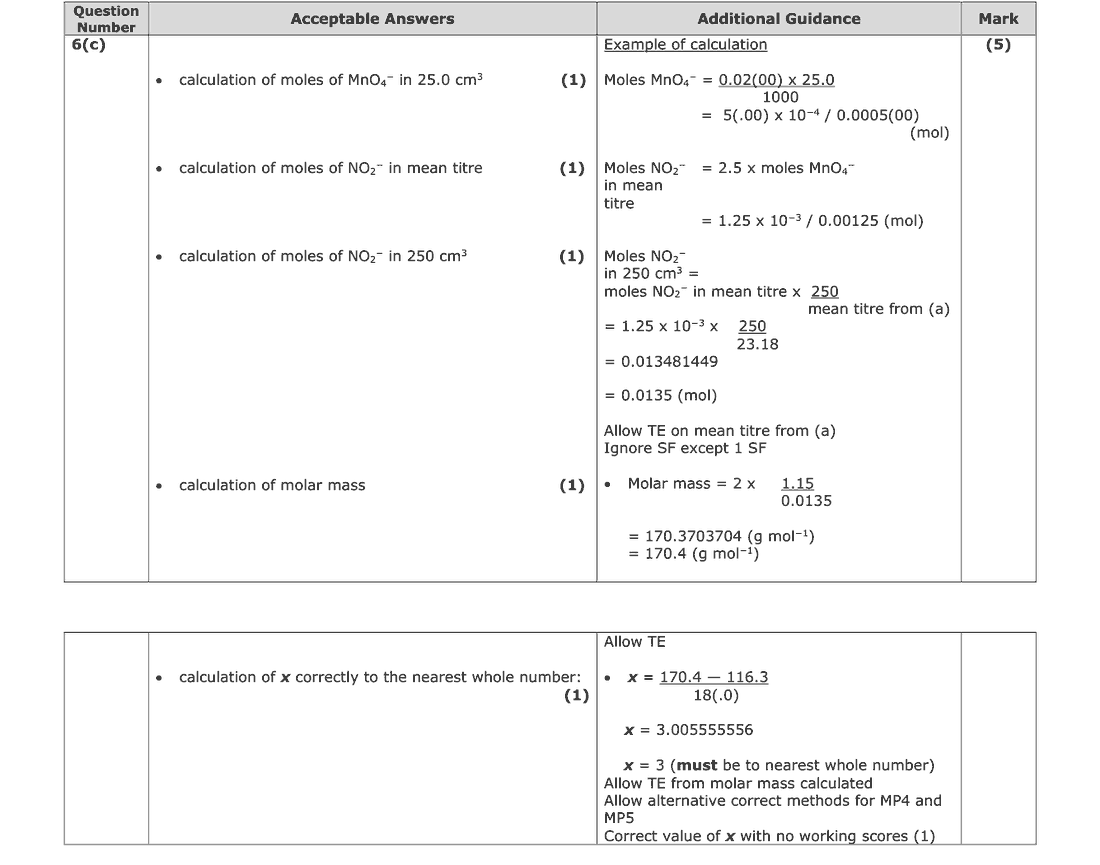 Question Number	Acceptable Answers	Additional Guidance	Mark
6(c)	Example of calculation	(5)
• calculation of moles of MnO₄⁻ in 25.0 cm³ (1)	Moles MnO₄⁻ = 0.02(00) x 25.0
1000
= 5(.00) x 10⁻⁴ / 0.0005(00)
(mol)
• calculation of moles of NO₂⁻ in mean titre (1)	Moles NO₂⁻ = 2.5 x moles MnO₄⁻
in mean
titre
= 1.25 x 10⁻³ / 0.00125 (mol)
• calculation of moles of NO₂⁻ in 250 cm³ (1)	Moles NO₂⁻
in 250 cm³ =
moles NO₂⁻ in mean titre x 250
mean titre from (a)
= 1.25 x 10⁻³ x 250
23.18
= 0.013481449
= 0.0135 (mol)
Allow TE on mean titre from (a)
Ignore SF except 1 SF
• calculation of molar mass (1)	• Molar mass = 2 x 1.15
0.0135
= 170.3703704 (g mol⁻¹)
= 170.4 (g mol⁻¹)
Allow TE
• calculation of x correctly to the nearest whole number:	• x = 170.4 — 116.3
(1)	18(.0)
x = 3.005555556
x = 3 (must be to nearest whole number)
Allow TE from molar mass calculated
Allow alternative correct methods for MP4 and
MP5
Correct value of x with no working scores (1)